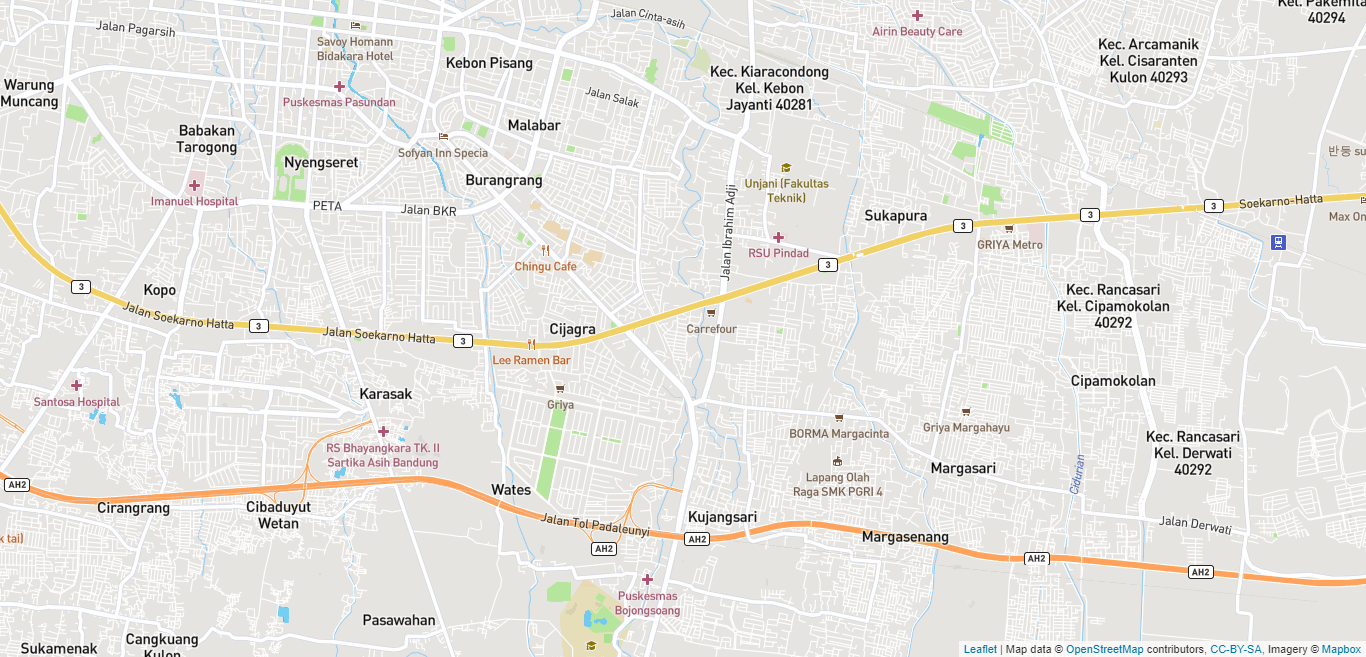 Kel. Pakemita
40294
Jalan Cinta-asih
Airin Beauty Care
Jalan Pagarsih
Savoy Homann
Bidakara Hotel
Kec. Arcamanik
Kel. Cisaranten
Kulon 40293
Kebon Pisang
Kec. Kiaracondong
Kel. Kebon
Jayanti 40281
Warung
Muncang
Puskesmas Pasundan
Jalan Salak
Malabar
Babakan
Tarogong
Sofyan Inn Specia
반둥 su
Nyengseret
Burangrang
Unjani (Fakultas
Teknik)
Imanuel Hospital
PETA
Jalan BKR
Jalan Ibrahim Adji
Sukapura
Soekarno-Hatta
3
3
3
Max On
GRIYA Metro
RSU Pindad
Chingu Cafe
3
Kopo
3
Kec. Rancasari
Kel. Cipamokolan
40292
Jalan Soekarno Hatta
3
Jalan Soekarno Hatta
3
Cijagra
Carrefour
Lee Ramen Bar
Karasak
Cipamokolan
Santosa Hospital
Griya
BORMA Margacinta
Griya Margahayu
RS Bhayangkara TK. II
Sartika Asih Bandung
Kec. Rancasari
Kel. Derwati
40292
Margasari
Cidurian
Lapang Olah
Raga SMK PGRI 4
AH2
Wates
Cirangrang
Cibaduyut
Wetan
Jalan Tol Padaleunyi
Kujangsari
Jalan Derwati
AH2
AH2
Margasenang
k tail)
AH2
AH2
Puskesmas
Bojongsoang
Pasawahan
Sukamenak
Cangkuang
Kulon
Leaflet | Map data © OpenStreetMap contributors, CC-BY-SA, Imagery © Mapbox